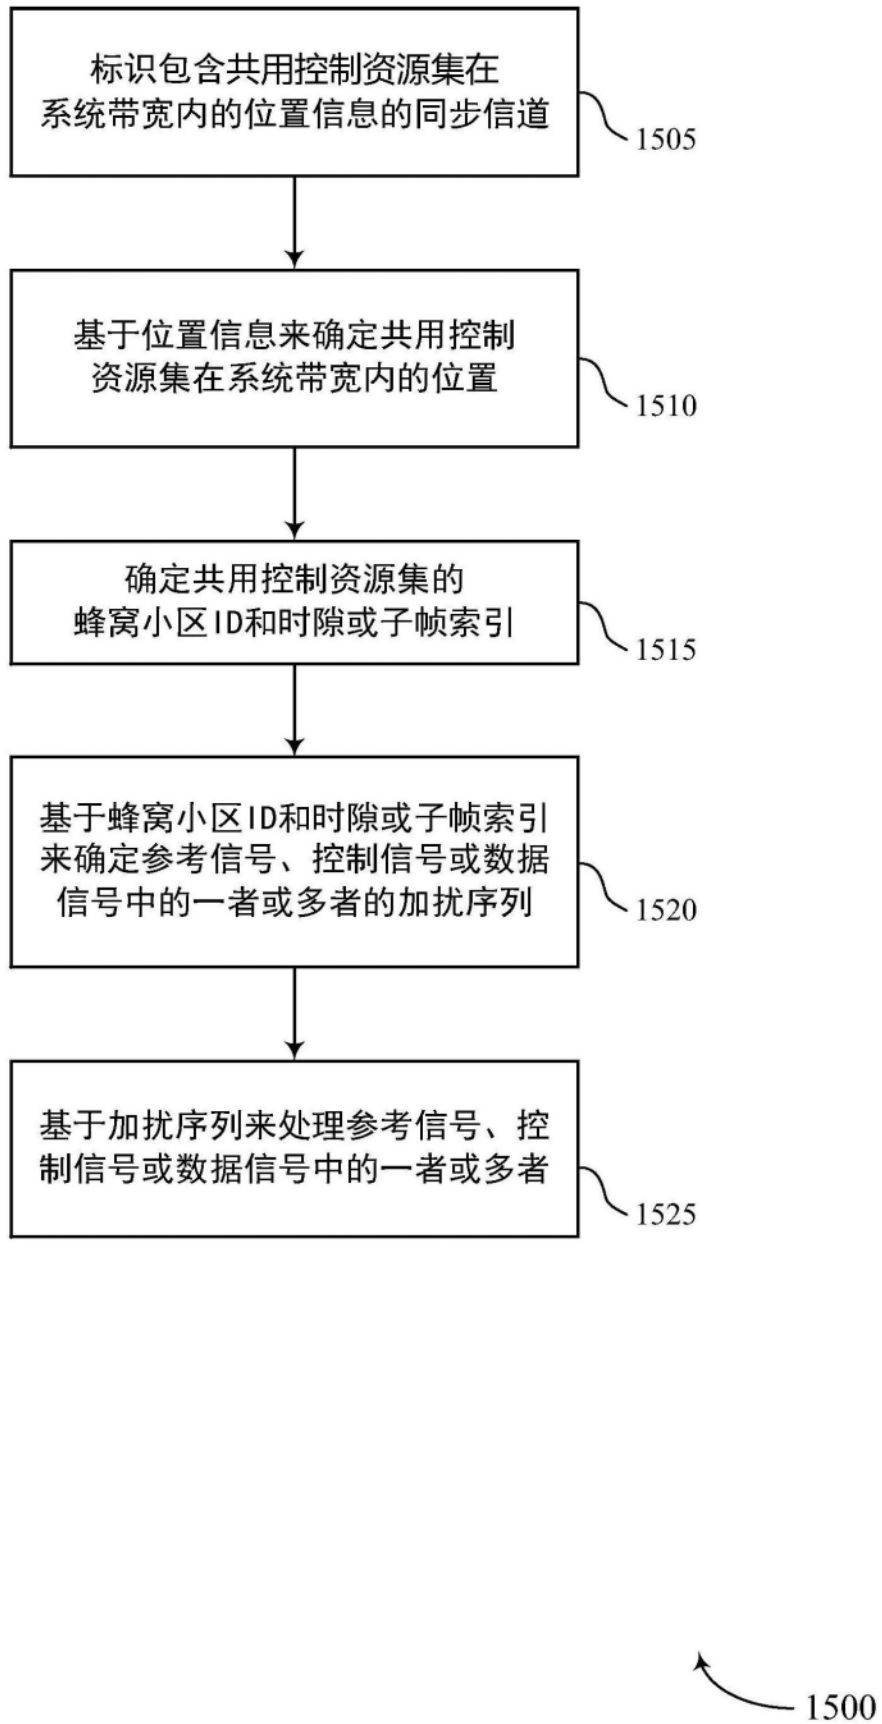 标识包含共用控制资源集在
系统带宽内的位置信息的同步信道
1505
基于位置信息来确定共用控制
资源集在系统带宽内的位置
1510
确定共用控制资源集的
蜂窝小区ID和时隙或子帧索引
1515
基于蜂窝小区ID和时隙或子帧索引
来确定参考信号、控制信号或数据
信号中的一者或多者的加扰序列
1520
基于加扰序列来处理参考信号、控
制信号或数据信号中的一者或多者
1525
1500